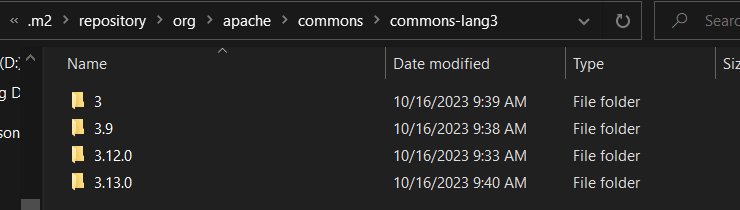 « .m2 > repository > org > apache > commons > commons-lang3 Searc
(D:) Name Date modified Type Siz
g D 3 10/16/2023 9:39 AM File folder
3.9 10/16/2023 9:38 AM File folder
son 3.12.0 10/16/2023 9:33 AM File folder
3.13.0 10/16/2023 9:40 AM File folder